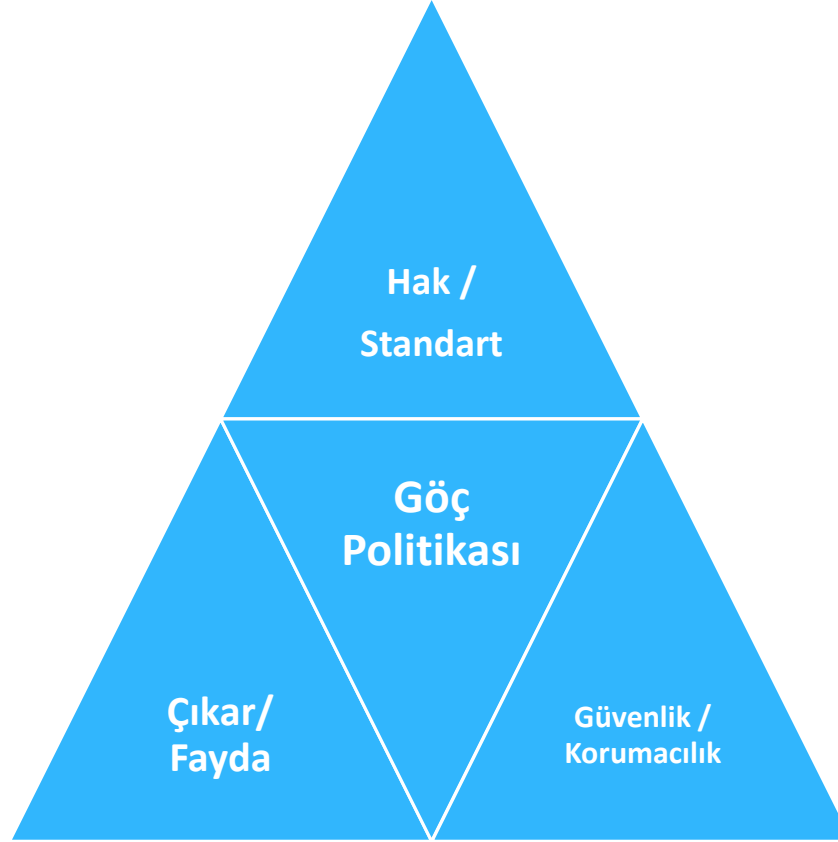 Hak /
Standart
Göç
Politikası
Çıkar/
Fayda
Güvenlik /
Korumacılık